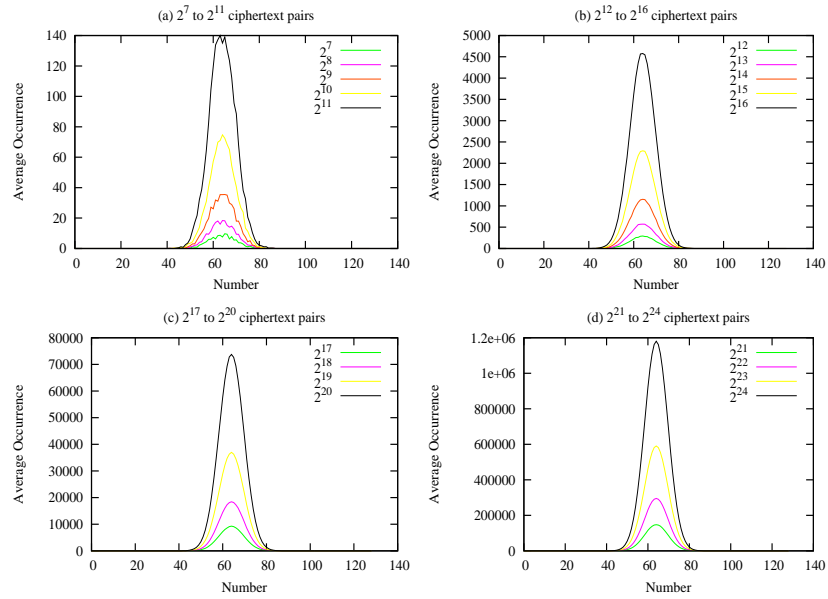 (a) 2^7 to 2^11 ciphertext pairs
Average Occurrence
140
120
100
80
60
40
20
0
2^7
2^8
2^9
2^10
2^11
0 20 40 60 80 100 120 140
Number
(b) 2^12 to 2^16 ciphertext pairs
Average Occurrence
5000
4500
4000
3500
3000
2500
2000
1500
1000
500
0
2^12
2^13
2^14
2^15
2^16
0 20 40 60 80 100 120 140
Number
(c) 2^17 to 2^20 ciphertext pairs
Average Occurrence
80000
70000
60000
50000
40000
30000
20000
10000
0
2^17
2^18
2^19
2^20
0 20 40 60 80 100 120 140
Number
(d) 2^21 to 2^24 ciphertext pairs
Average Occurrence
1.2e+06
1e+06
800000
600000
400000
200000
0
2^21
2^22
2^23
2^24
0 20 40 60 80 100 120 140
Number